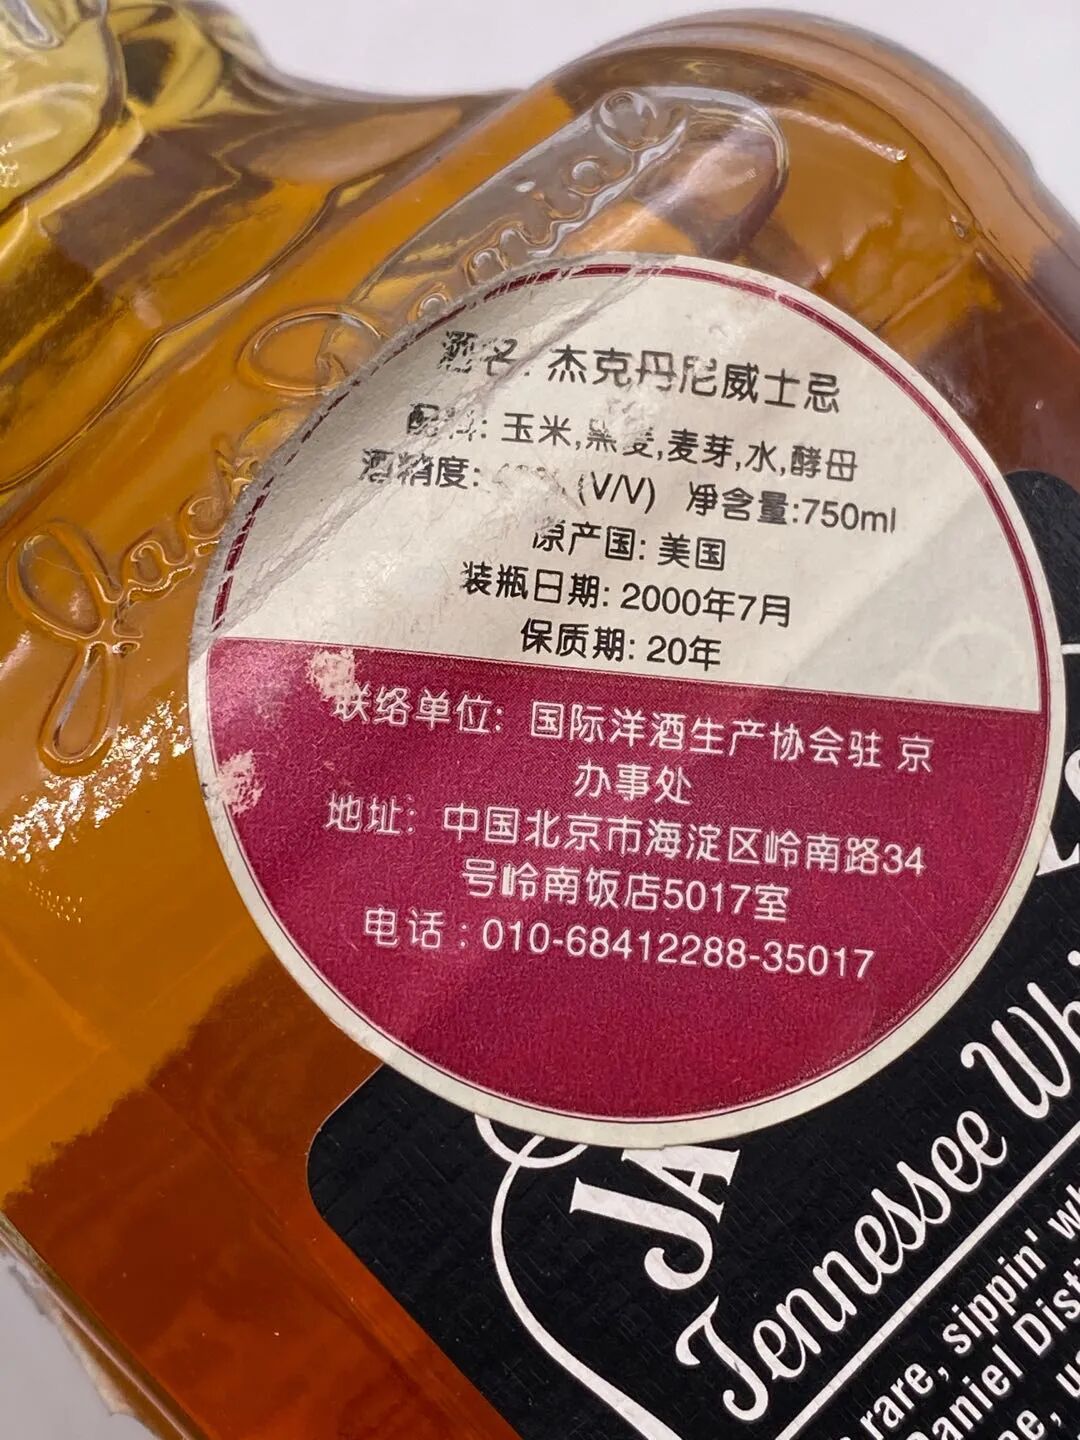 Jack Daniel
酒名: 杰克丹尼威士忌
配料: 玉米,黑麦,麦芽,水,酵母
酒精度: (V/V) 净含量:750ml
原产国: 美国
装瓶日期: 2000年7月
保质期: 20年
联络单位: 国际洋酒生产协会驻 京
办事处
地址: 中国北京市海淀区岭南路34
号岭南饭店5017室
电话:010-68412288-35017
JA
Tennessee Whi
rare, sippin' wh
Daniel Disti